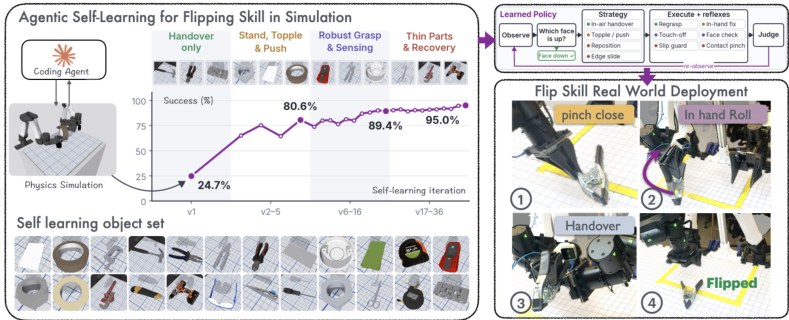 Agentic Self-Learning for Flipping Skill in Simulation
Coding Agent
Physics Simulation
Handover only
Stand, Topple & Push
Robust Grasp & Sensing
Thin Parts & Recovery
Success (%)
100
75
50
25
0
24.7%
80.6%
89.4%
95.0%
Self-learning iteration
v1
v2~5
v6~16
v17~36
Self learning object set
Learned Policy
Observe
Which face is up?
Face down ✓
Strategy
In-air handover
Topple / push
Reposition
Edge slide
Execute + reflexes
Regrasp
In-hand fix
Touch-off
Face check
Slip guard
Contact pinch
Judge
re-observe
Flip Skill Real World Deployment
pinch close
1
In hand Roll
2
Handover
3
Flipped
4